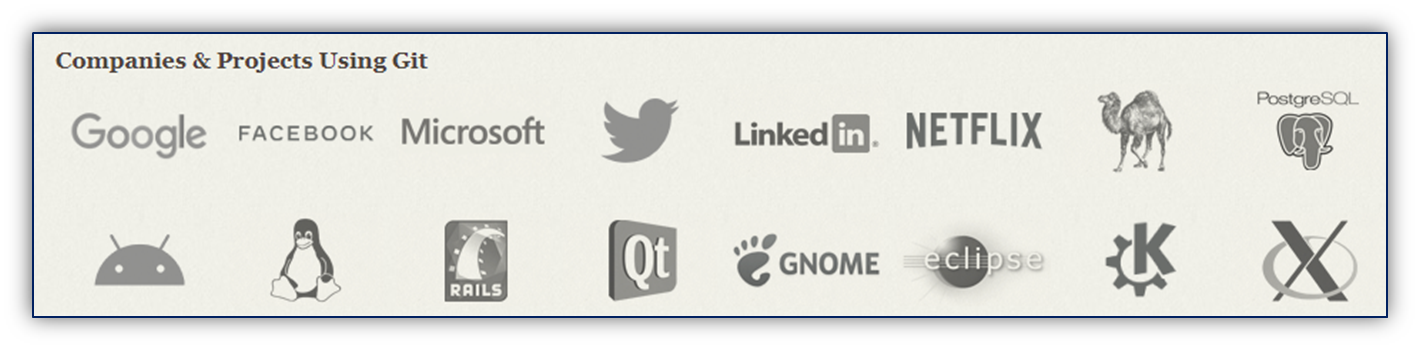 Companies & Projects Using Git
Google FACEBOOK Microsoft LinkedIn NETFLIX PostgreSQL
RAILS Qt GNOME eclipse K X